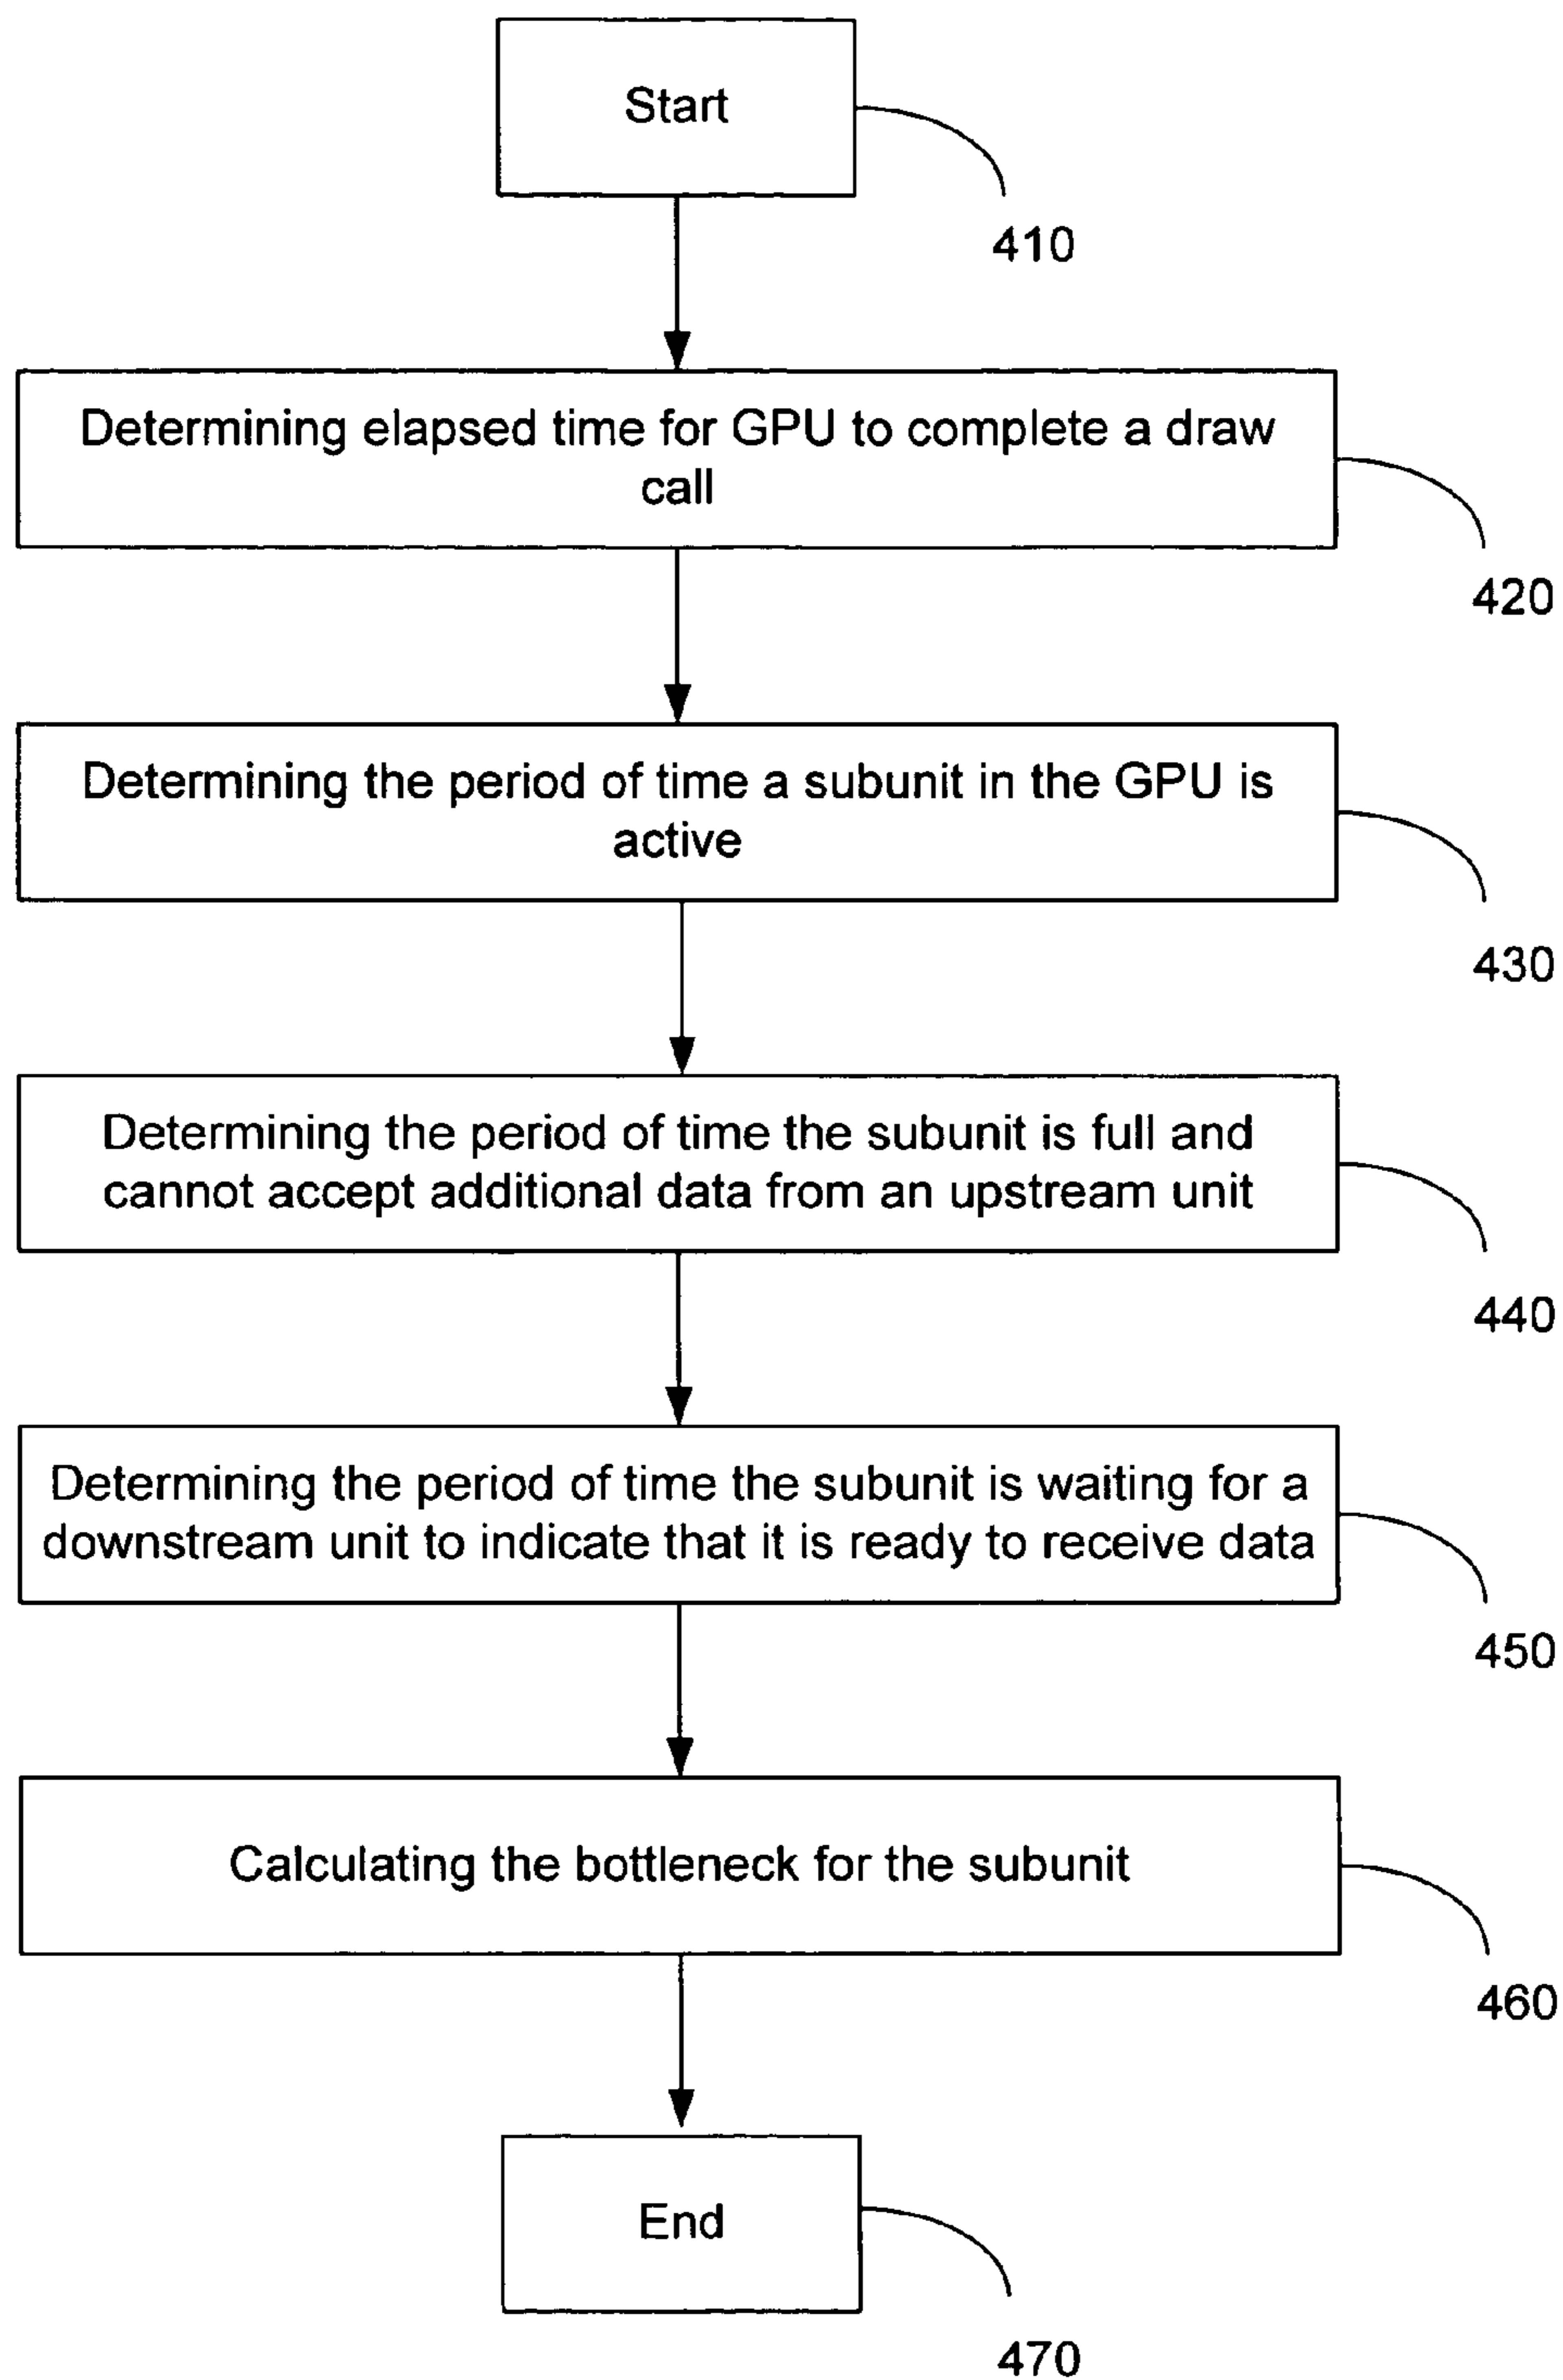 Start
410
Determining elapsed time for GPU to complete a draw
call
420
Determining the period of time a subunit in the GPU is
active
430
Determining the period of time the subunit is full and
cannot accept additional data from an upstream unit
440
Determining the period of time the subunit is waiting for a
downstream unit to indicate that it is ready to receive data
450
Calculating the bottleneck for the subunit
460
End
470